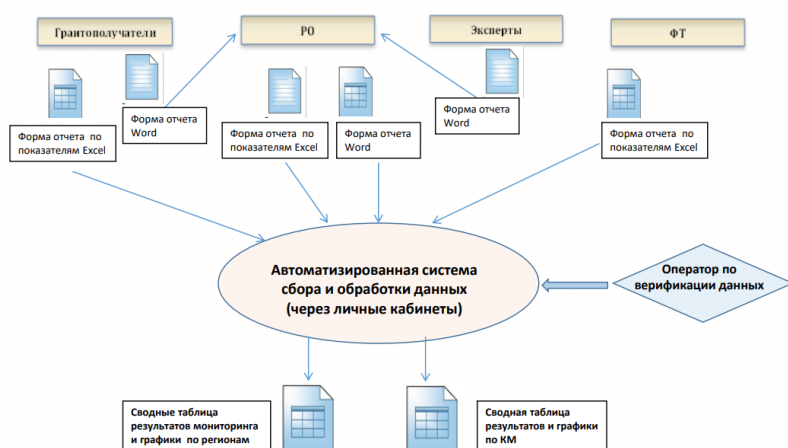 Грантополучатели
РО
Эксперты
ФТ
Форма отчета по
показателям Excel
Форма отчета
Word
Форма отчета по
показателям Excel
Форма отчета
Word
Форма отчета
Word
Форма отчета по
показателям Excel
Автоматизированная система
сбора и обработки данных
(через личные кабинеты)
Оператор по
верификации данных
Сводные таблица
результатов мониторинга
и графики по регионам
Сводная таблица
результатов и графики
по КМ